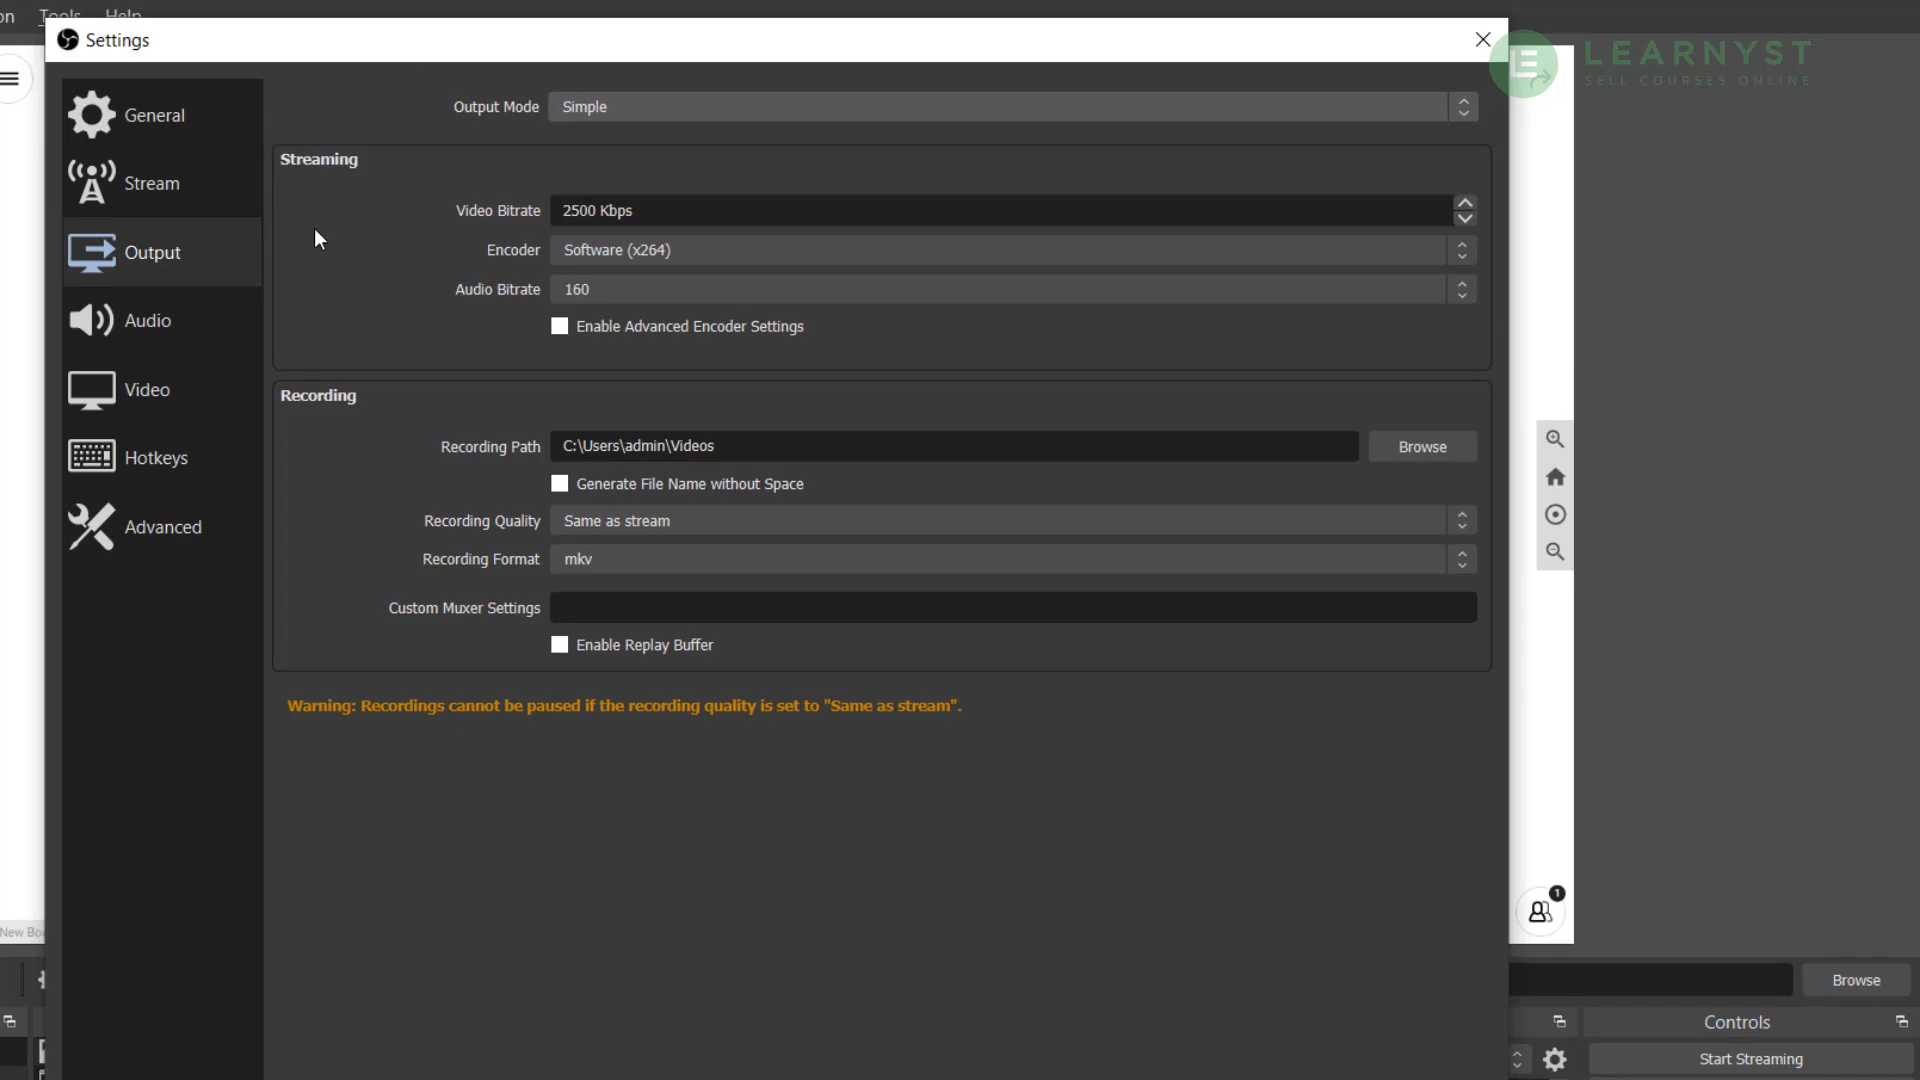 on Tools Help
Settings
LEARNYST
SELL COURSES ONLINE
General
Stream
Output
Audio
Video
Hotkeys
Advanced
Output Mode Simple
Streaming
Video Bitrate 2500 Kbps
Encoder Software (x264)
Audio Bitrate 160
Enable Advanced Encoder Settings
Recording
Recording Path C:\Users\admin\Videos Browse
Generate File Name without Space
Recording Quality Same as stream
Recording Format mkv
Custom Muxer Settings
Enable Replay Buffer
Warning: Recordings cannot be paused if the recording quality is set to "Same as stream".
1
New Boa
Browse
Controls
Start Streaming